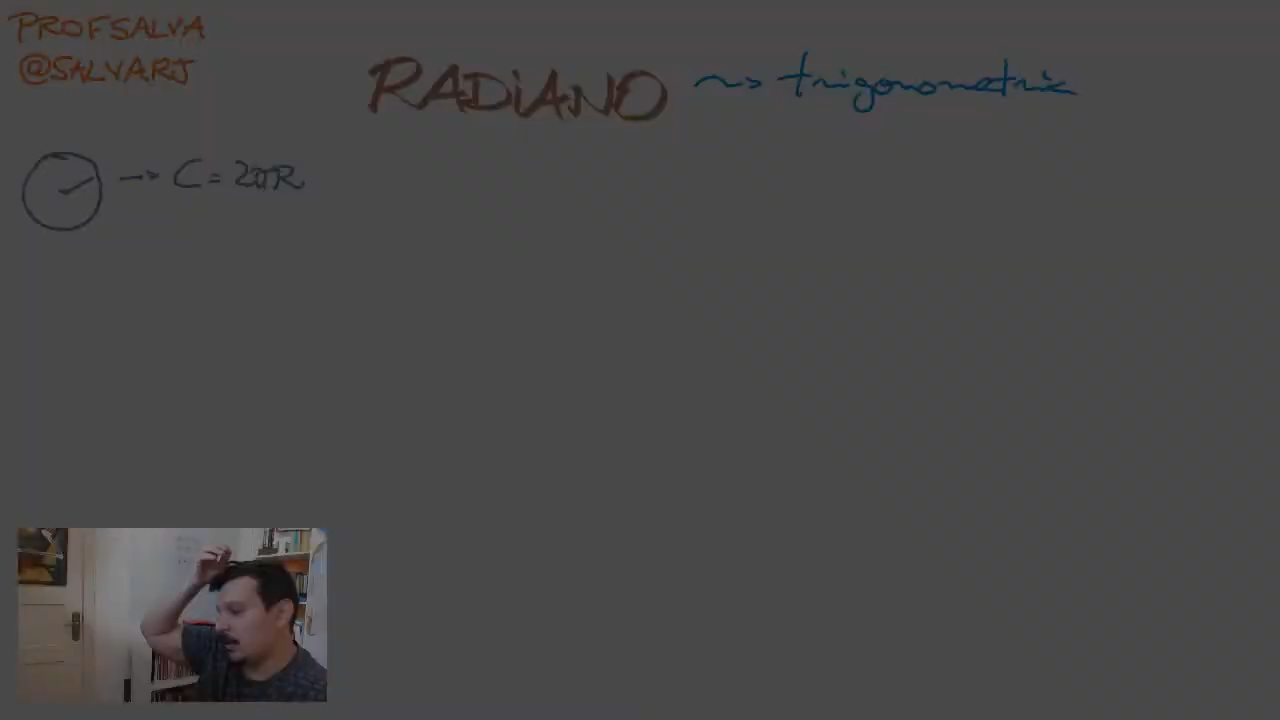 PROFSALVA
@SALVARJ
RADiANO ~> trigonometria
→ C = 2πR